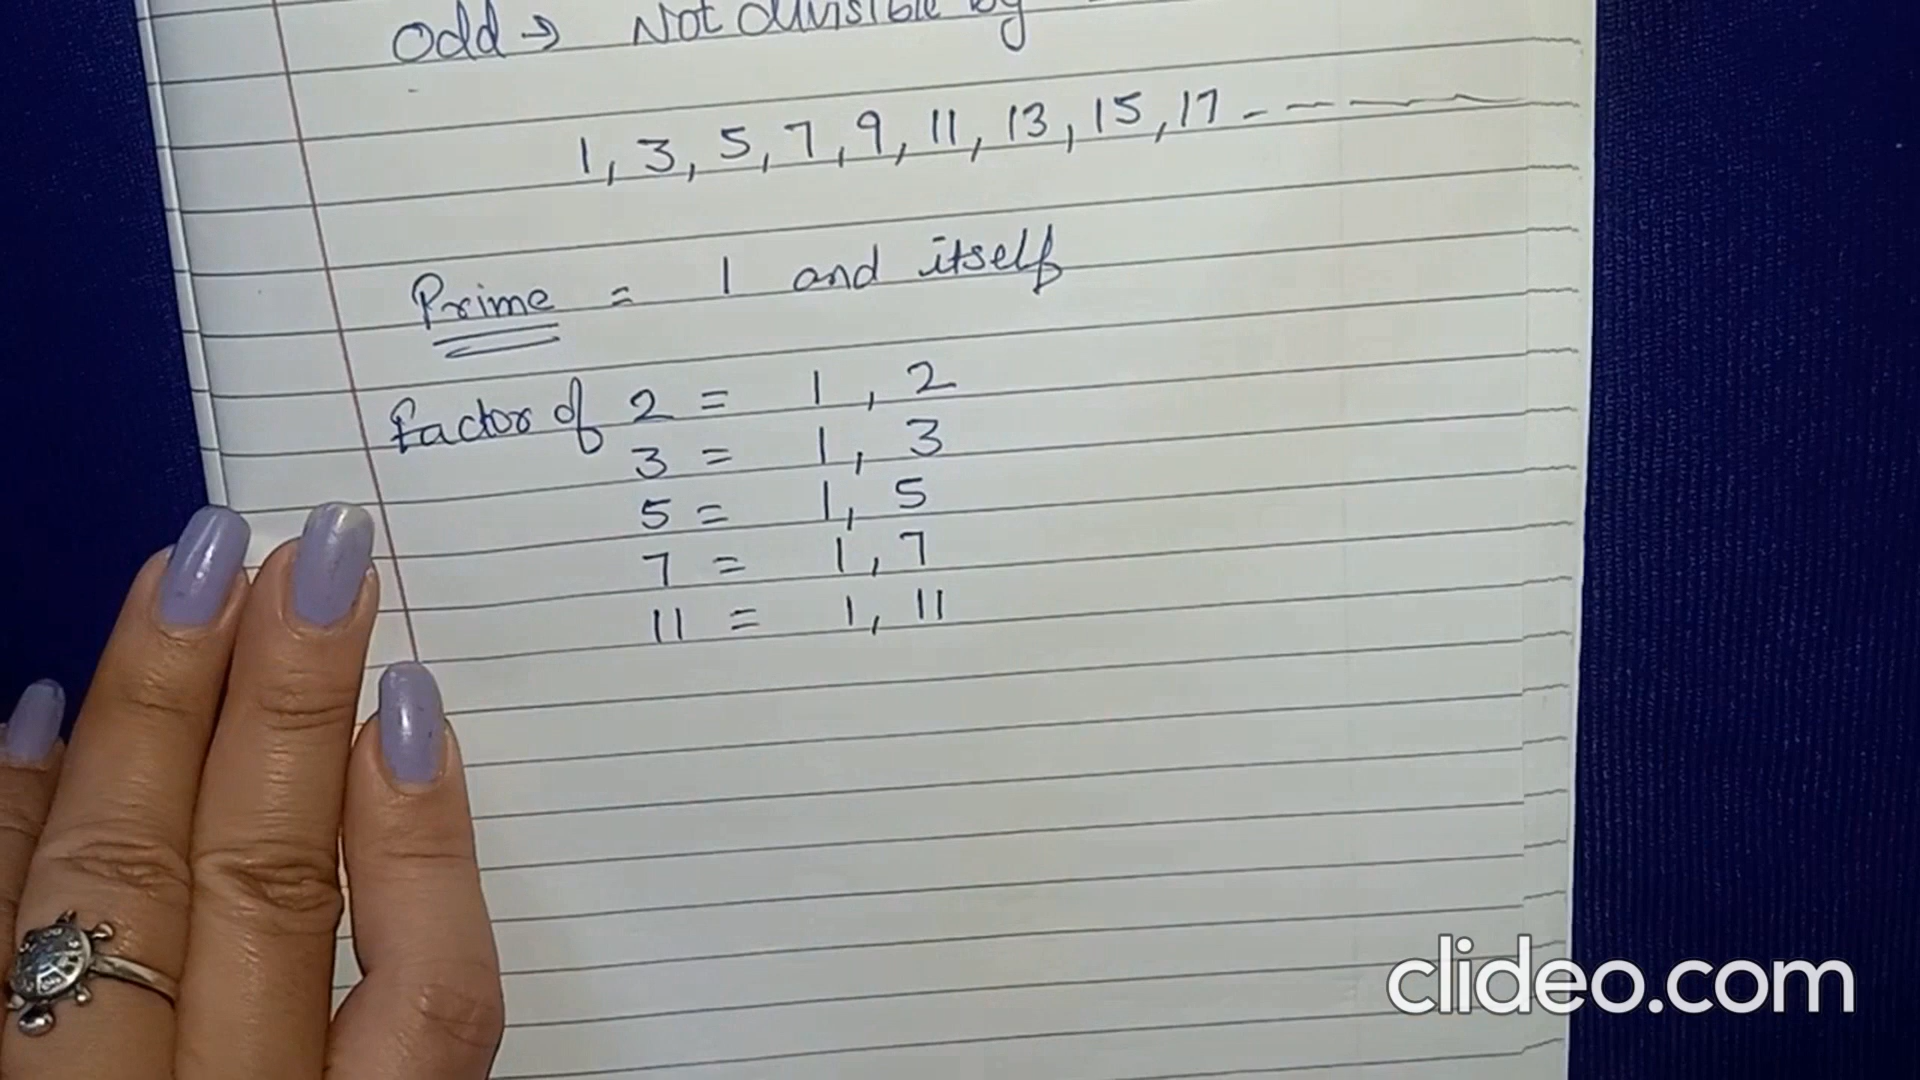 Odd → Not divisible by
1, 3, 5, 7, 9, 11, 13, 15, 17 - - - -
Prime = 1 and itself
Factor of 2 = 1, 2
3 = 1, 3
5 = 1, 5
7 = 1, 7
11 = 1, 11
clideo.com